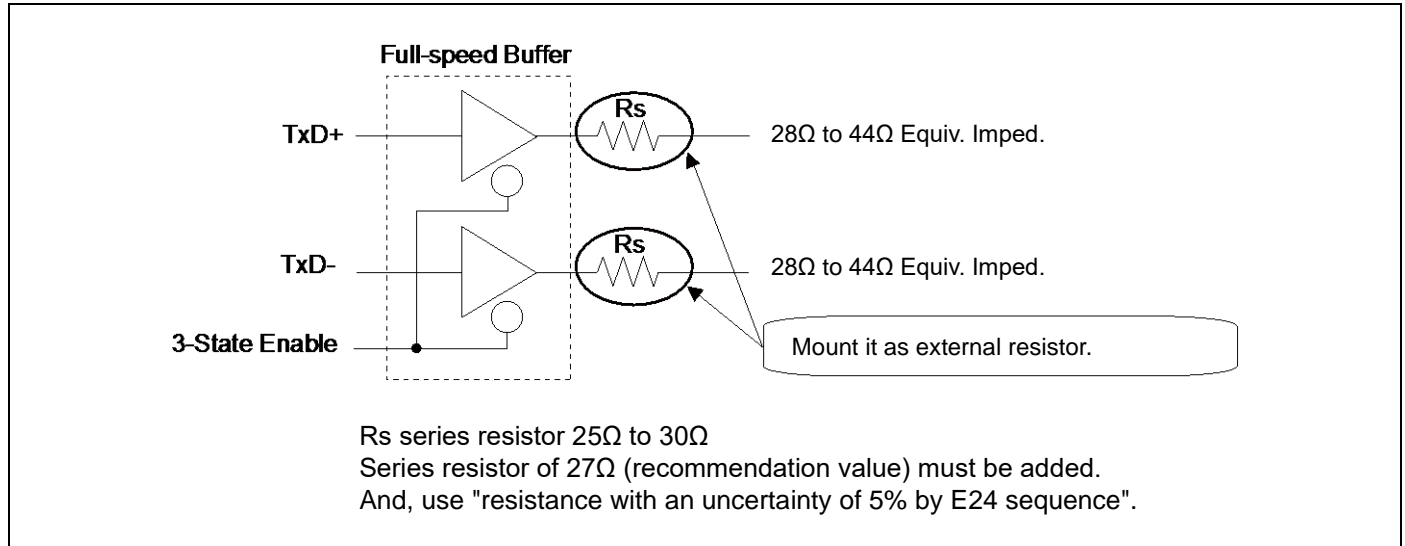 Full-speed Buffer
Rs
TxD+
28Ω to 44Ω Equiv. Imped.
Rs
TxD-
28Ω to 44Ω Equiv. Imped.
3-State Enable
Mount it as external resistor.
Rs series resistor 25Ω to 30Ω
Series resistor of 27Ω (recommendation value) must be added.
And, use "resistance with an uncertainty of 5% by E24 sequence".